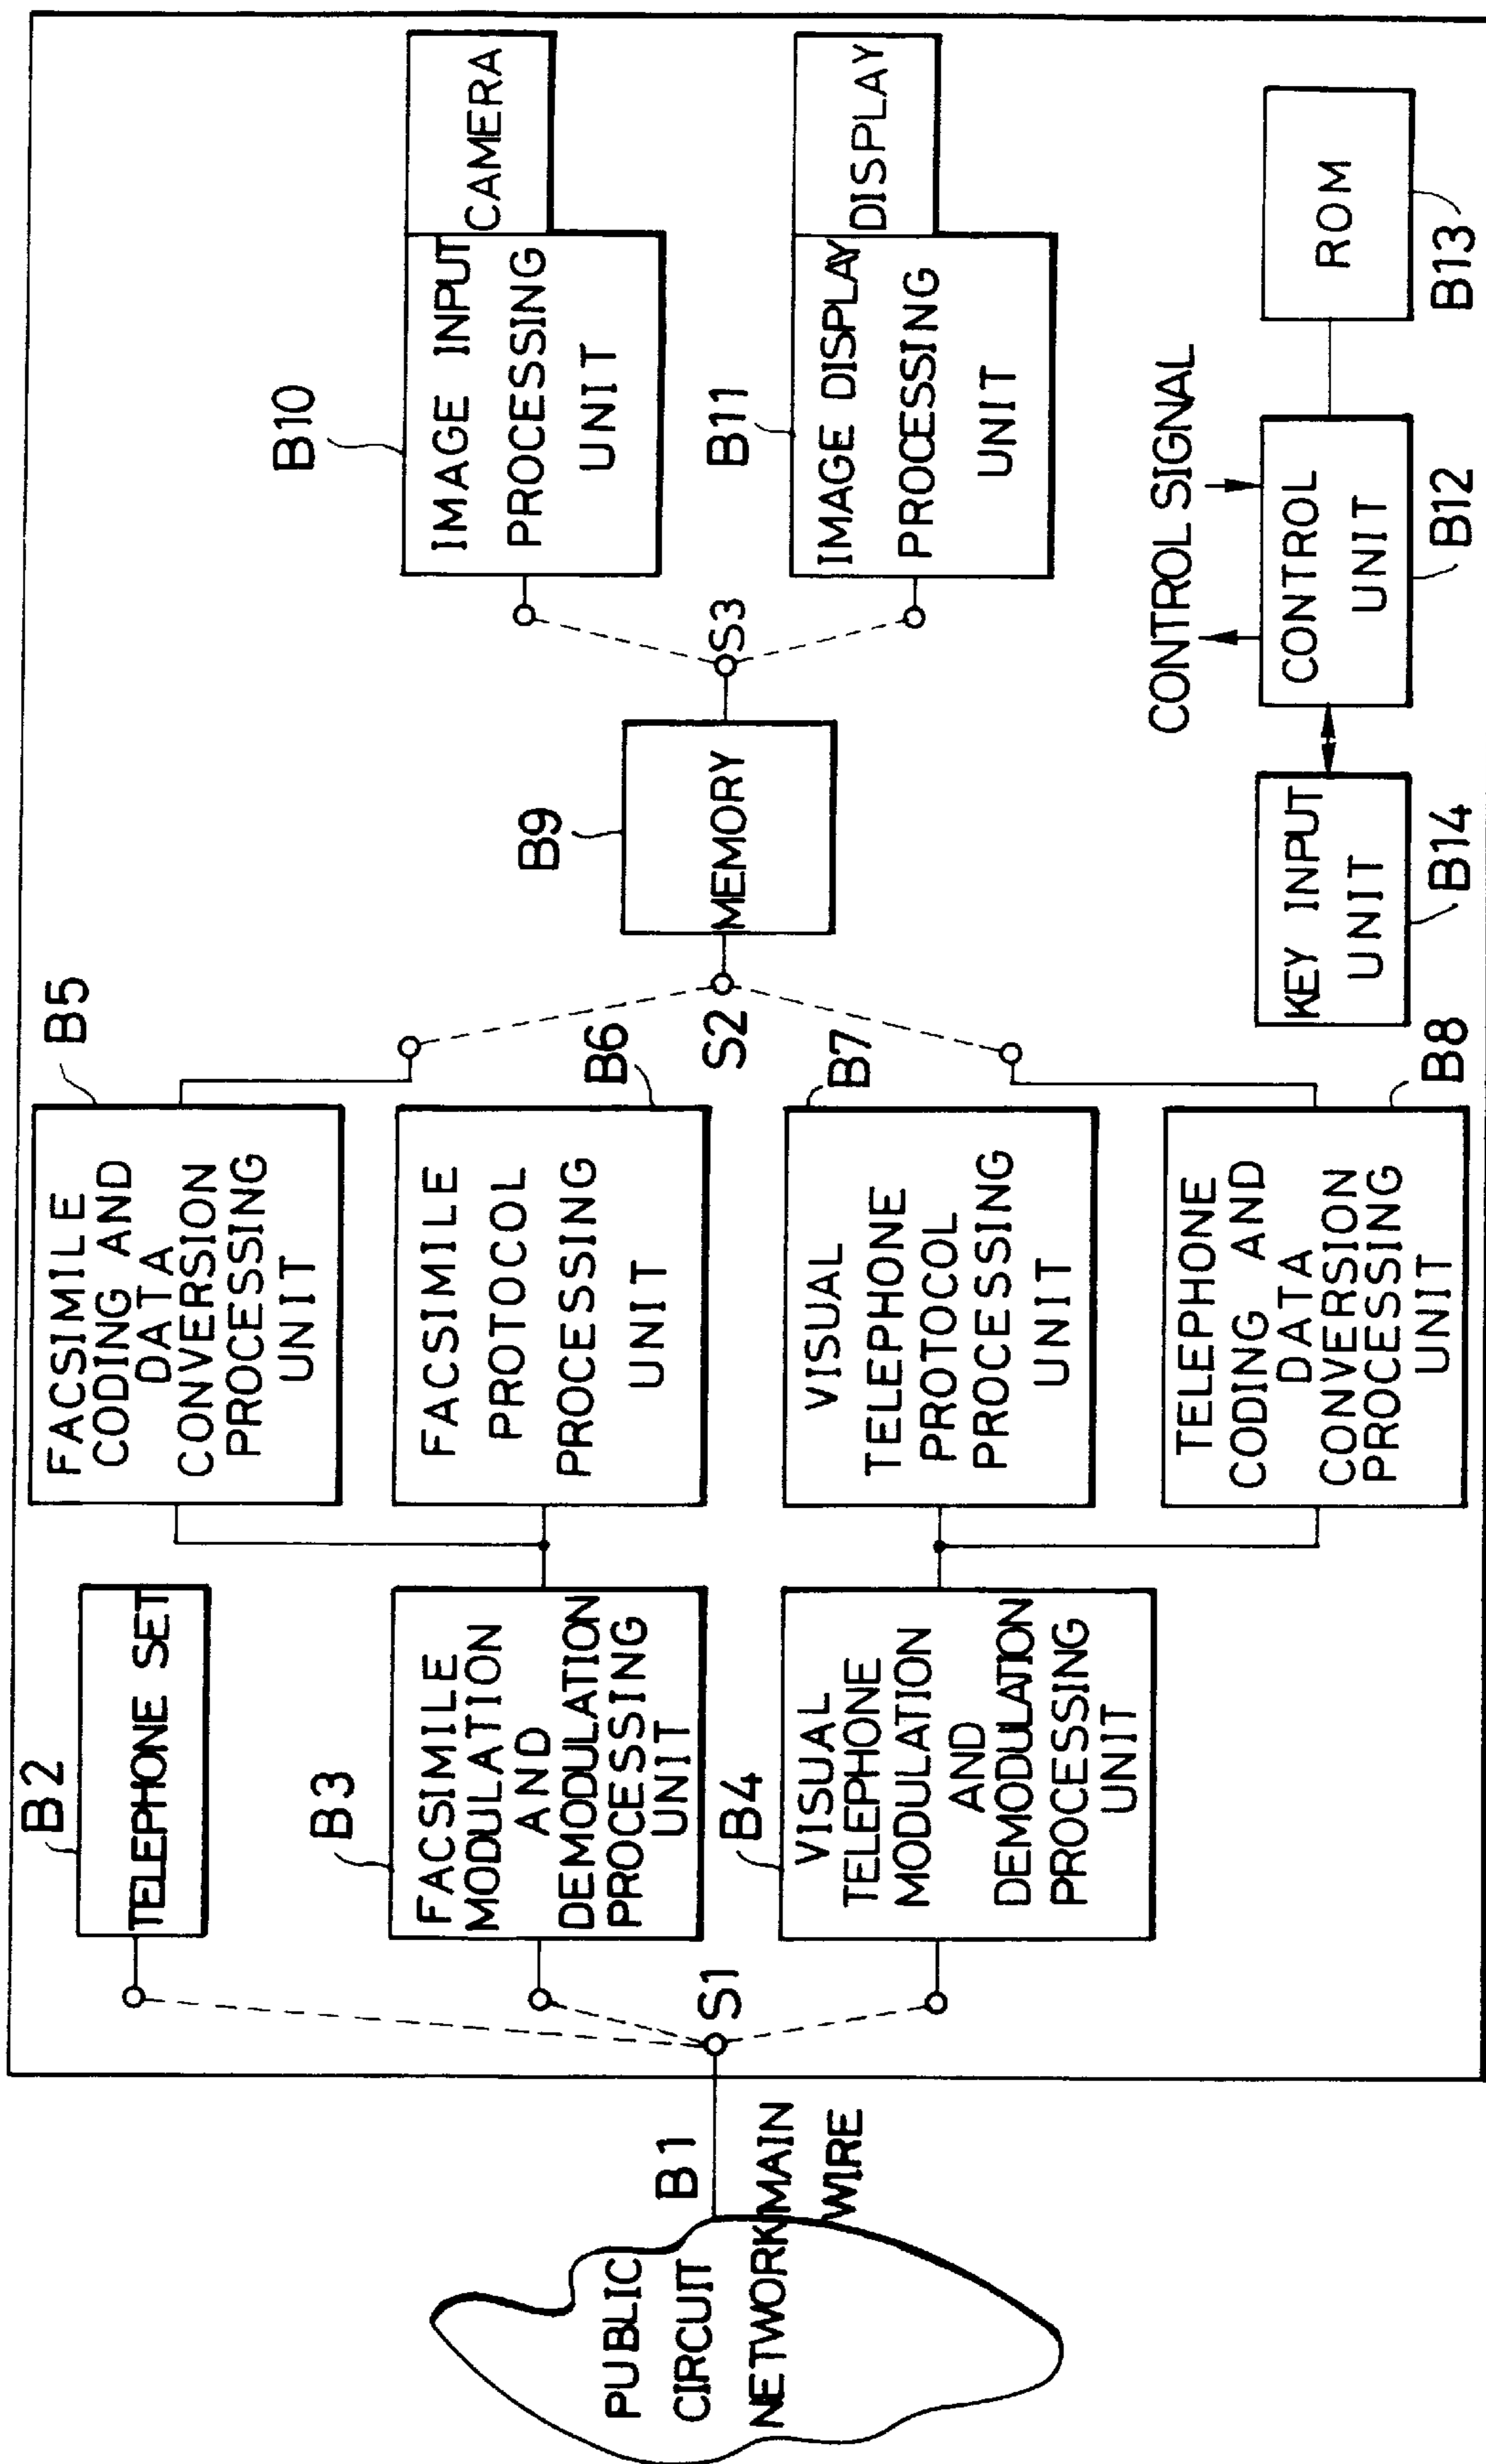 PUBLIC
CIRCUIT
NETWORK
MAIN
WIRE
B1
S1
B2
TELEPHONE SET
B3
FACSIMILE
MODULATION
AND
DEMODULATION
PROCESSING
UNIT
B4
VISUAL
TELEPHONE
MODULATION
AND
DEMODULATION
PROCESSING
UNIT
B5
FACSIMILE
CODING AND
DATA
CONVERSION
PROCESSING
UNIT
B6
FACSIMILE
PROTOCOL
PROCESSING
UNIT
B7
VISUAL
TELEPHONE
PROTOCOL
PROCESSING
UNIT
B8
TELEPHONE
CODING AND
DATA
CONVERSION
PROCESSING
UNIT
S2
B9
MEMORY
S3
B10
IMAGE INPUT
PROCESSING
UNIT
CAMERA
B11
IMAGE DISPLAY
PROCESSING
UNIT
DISPLAY
CONTROL SIGNAL
KEY INPUT
UNIT
B14
CONTROL
UNIT
B12
ROM
B13